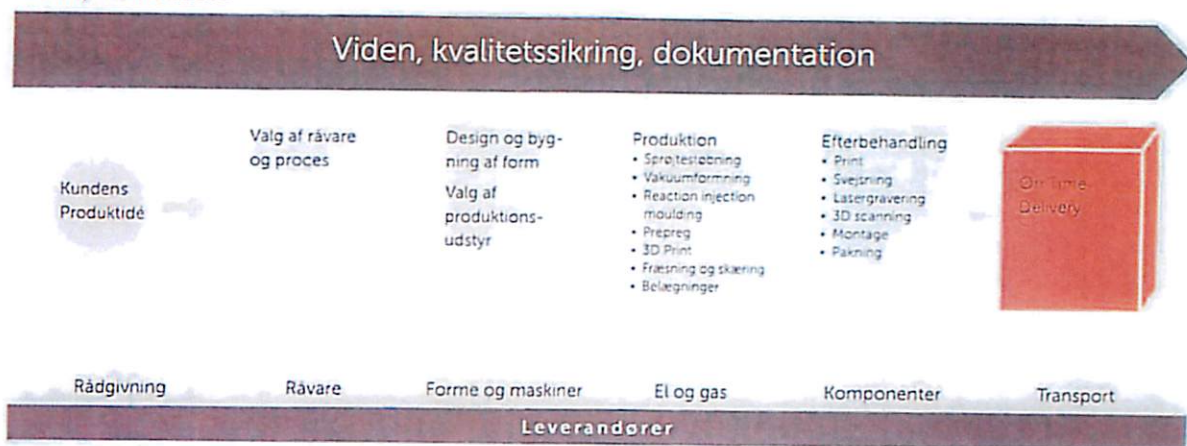 Viden, kvalitetssikring, dokumentation
Kundens
Produktidé
Valg af råvare
og proces
Design og byg-
ning af form
Valg af
produktions-
udstyr
Produktion
• Sprøjtestøbning
• Vakuumformning
• Reaction injection
moulding
• Prepreg
• 3D Print
• Fræsning og skæring
• Belægninger
Efterbehandling
• Print
• Svejsning
• Lasergravering
• 3D scanning
• Montage
• Pakning
On Time
Delivery
Rådgivning
Råvare
Forme og maskiner
El og gas
Komponenter
Transport
Leverandører